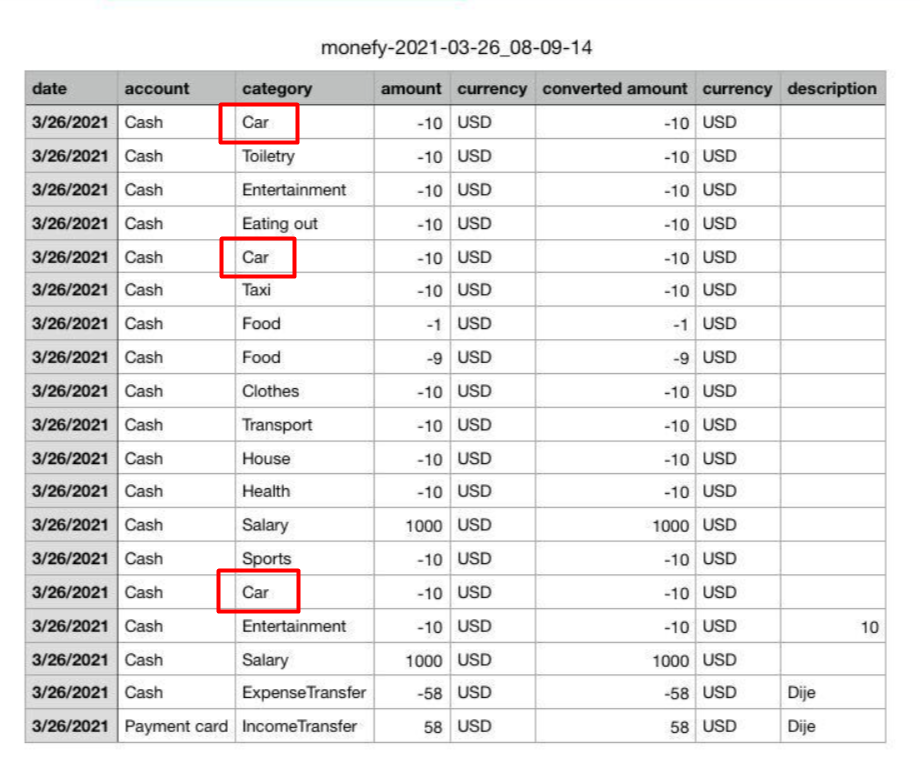 monefy-2021-03-26_08-09-14
date account category amount currency converted amount currency description
3/26/2021 Cash Car -10 USD -10 USD
3/26/2021 Cash Toiletry -10 USD -10 USD
3/26/2021 Cash Entertainment -10 USD -10 USD
3/26/2021 Cash Eating out -10 USD -10 USD
3/26/2021 Cash Car -10 USD -10 USD
3/26/2021 Cash Taxi -10 USD -10 USD
3/26/2021 Cash Food -1 USD -1 USD
3/26/2021 Cash Food -9 USD -9 USD
3/26/2021 Cash Clothes -10 USD -10 USD
3/26/2021 Cash Transport -10 USD -10 USD
3/26/2021 Cash House -10 USD -10 USD
3/26/2021 Cash Health -10 USD -10 USD
3/26/2021 Cash Salary 1000 USD 1000 USD
3/26/2021 Cash Sports -10 USD -10 USD
3/26/2021 Cash Car -10 USD -10 USD
3/26/2021 Cash Entertainment -10 USD -10 USD 10
3/26/2021 Cash Salary 1000 USD 1000 USD
3/26/2021 Cash ExpenseTransfer -58 USD -58 USD Dije
3/26/2021 Payment card IncomeTransfer 58 USD 58 USD Dije